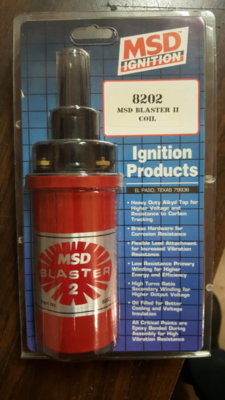 MSD
IGNITION
8202
MSD BLASTER II
COIL
Ignition
Products
EL PASO, TEXAS 79936
• Heavy Duty Alkyd Top for
Higher Voltage and
Resistance to Carbon
Tracking
• Brass Hardware for
Corrosion Resistance
• Flexible Lead Attachment
for Increased Vibration
Resistance
• Low Resistance Primary
Winding for Higher
Energy and Efficiency
• High Turns Ratio
Secondary Winding for
Higher Output Voltage
• Oil Filled for Better
Cooling and Voltage
Insulation
• All Critical Points are
Epoxy Bonded During
Assembly for High
Vibration Resistance
MSD
BLASTER
2